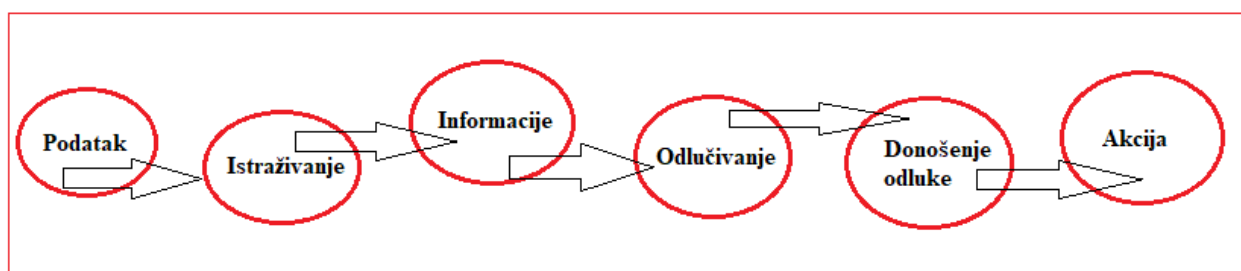 Podatak
Istraživanje
Informacije
Odlučivanje
Donošenje
odluke
Akcija